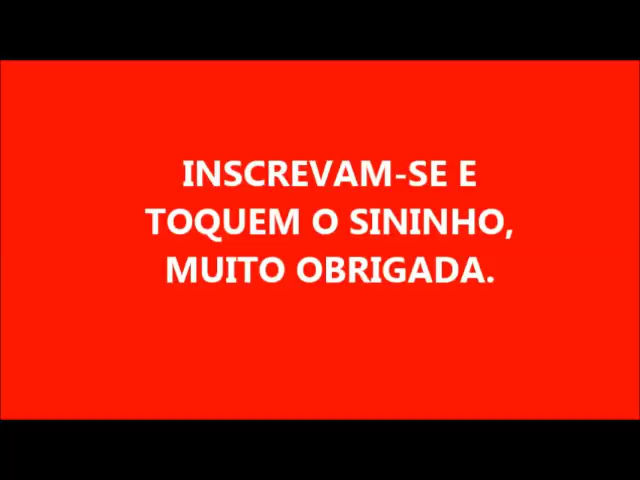 INSCREVAM-SE E
TOQUEM O SININHO,
MUITO OBRIGADA.